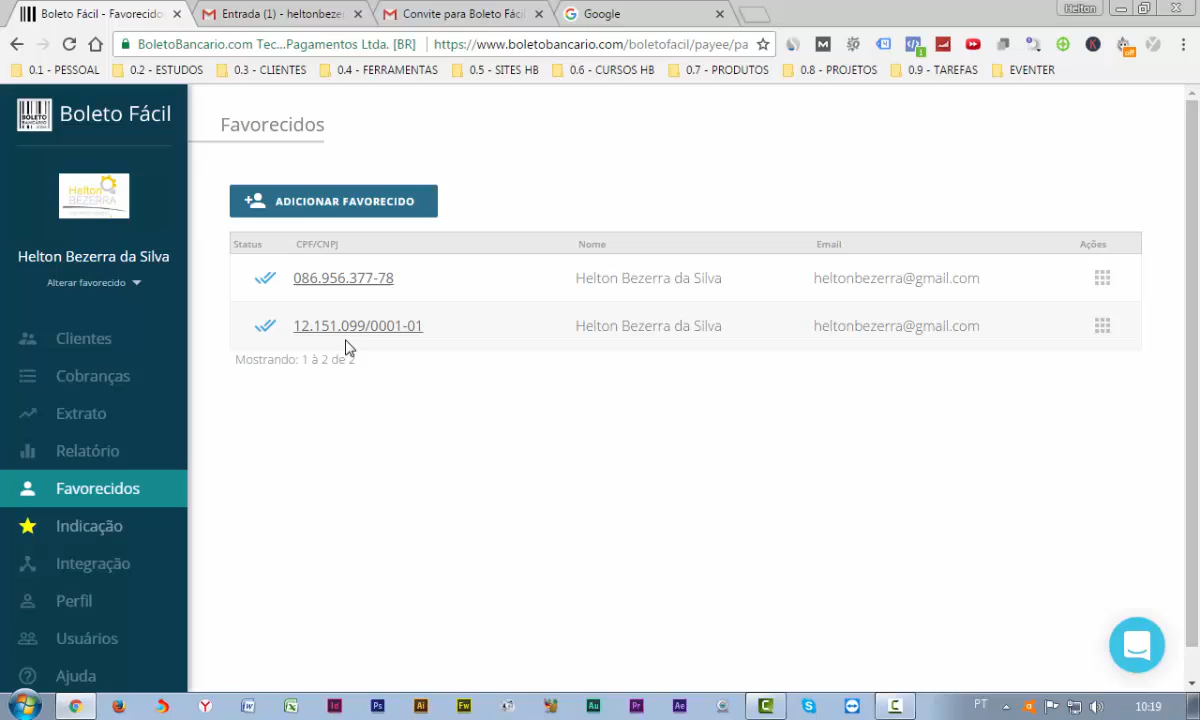 Boleto Fácil - Favorecido
Entrada (1) - heltonbezer
Convite para Boleto Fácil
Google
Helton
BoletoBancario.com Tec...Pagamentos Ltda. [BR]
https://www.boletobancario.com/boletofacil/payee/pa
0.1 - PESSOAL
0.2 - ESTUDOS
0.3 - CLIENTES
0.4 - FERRAMENTAS
0.5 - SITES HB
0.6 - CURSOS HB
0.7 - PRODUTOS
0.8 - PROJETOS
0.9 - TAREFAS
EVENTER
BOLETO
Boleto Fácil
Helton
BEZERRA
Helton Bezerra da Silva
Alterar favorecido
Clientes
Cobranças
Extrato
Relatório
Favorecidos
Indicação
Integração
Perfil
Usuários
Ajuda
Favorecidos
ADICIONAR FAVORECIDO
Status CPF/CNPJ Nome Email Ações
086.956.377-78 Helton Bezerra da Silva heltonbezerra@gmail.com
12.151.099/0001-01 Helton Bezerra da Silva heltonbezerra@gmail.com
Mostrando: 1 à 2 de 2
PT
10:19